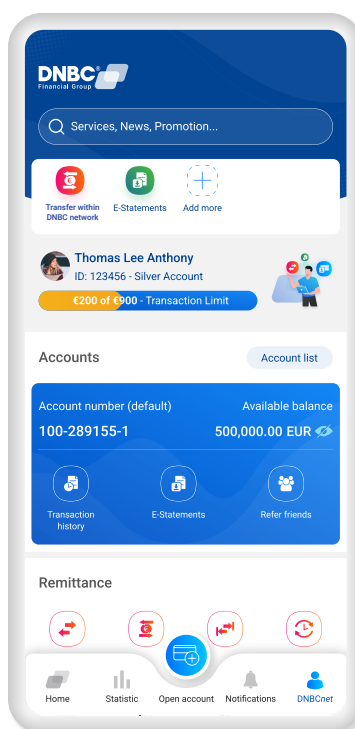 DNBC
Financial Group
Services, News, Promotion...
Transfer within
DNBC network
E-Statements
Add more
Thomas Lee Anthony
ID: 123456 - Silver Account
€200 of €900 - Transaction Limit
Accounts
Account list
Account number (default)
Available balance
100-289155-1
500,000.00 EUR
Transaction
history
E-Statements
Refer friends
Remittance
Home
Statistic
Open account
Notifications
DNBCnet